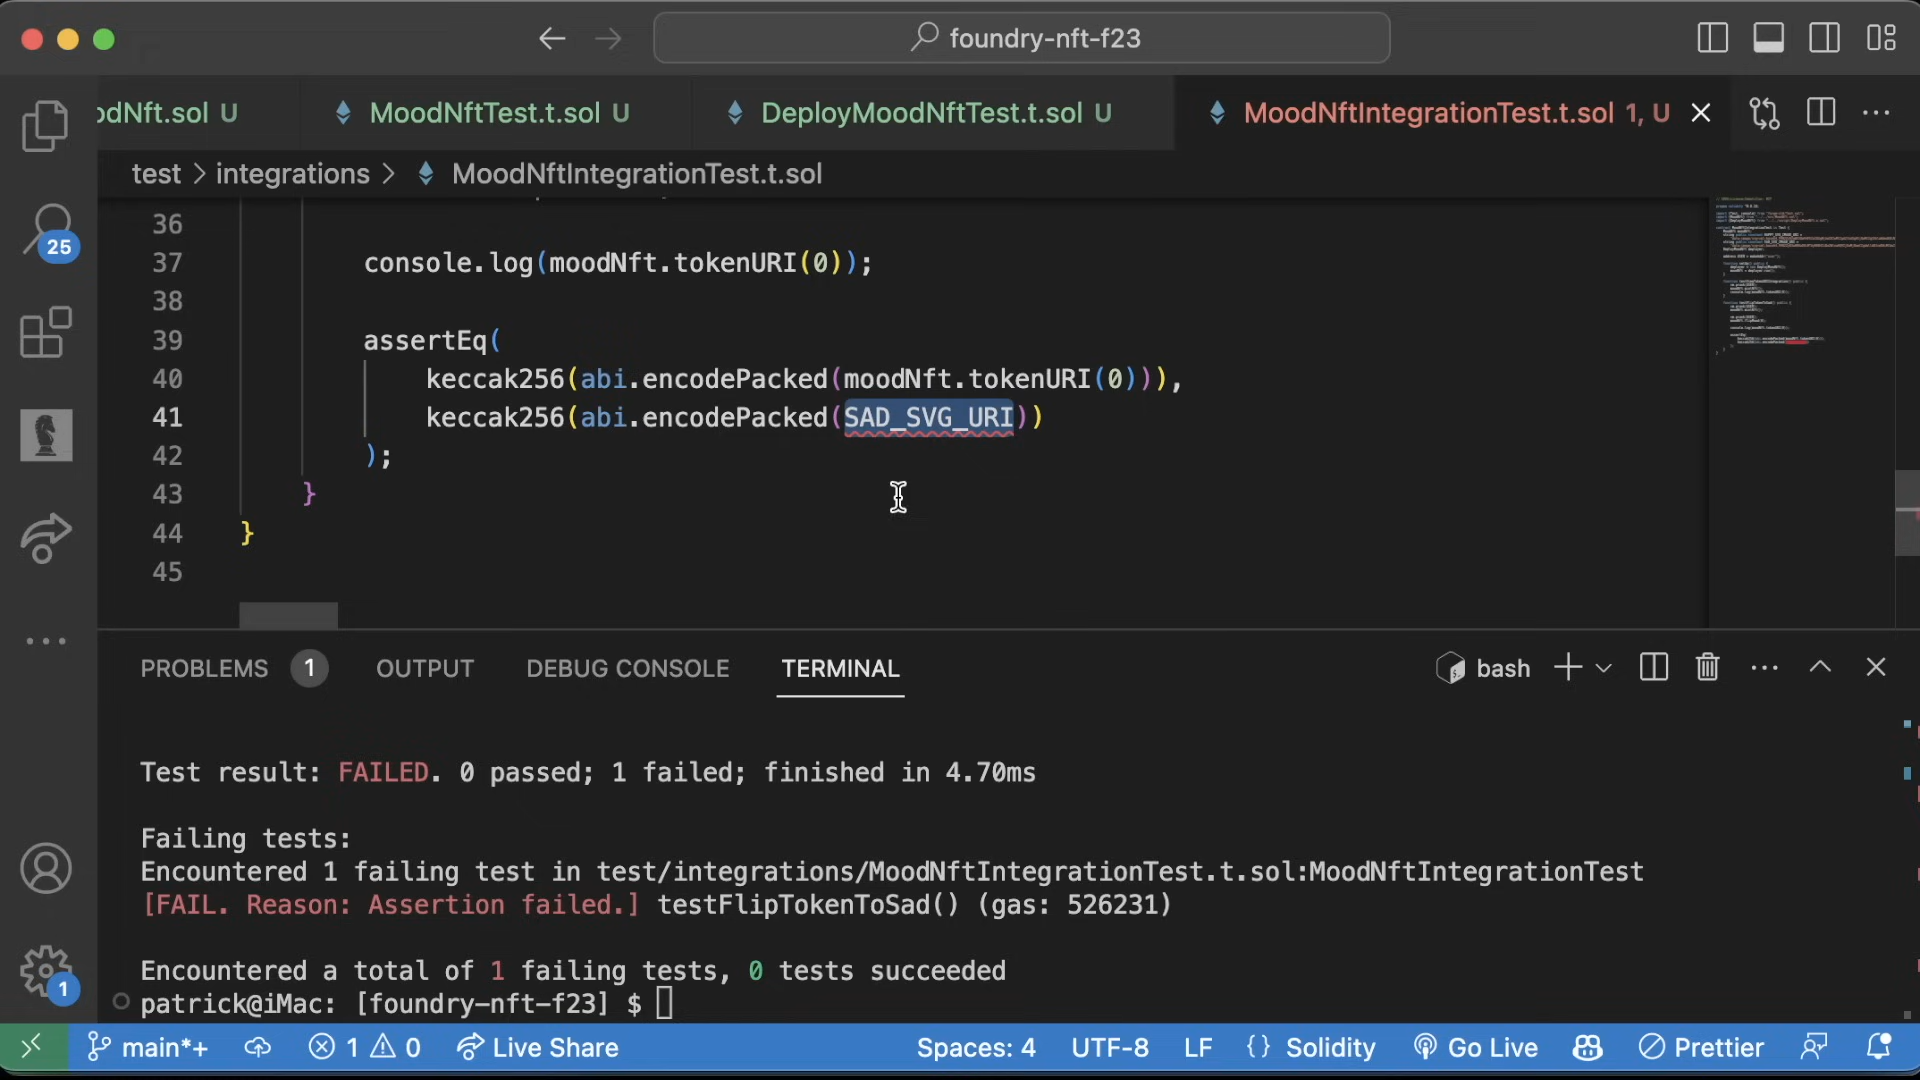 foundry-nft-f23
odNft.sol U
MoodNftTest.t.sol U
DeployMoodNftTest.t.sol U
MoodNftIntegrationTest.t.sol 1, U
test > integrations > MoodNftIntegrationTest.t.sol
36
37 console.log(moodNft.tokenURI(0));
38
39 assertEq(
40 keccak256(abi.encodePacked(moodNft.tokenURI(0))),
41 keccak256(abi.encodePacked(SAD_SVG_URI))
42 );
43 }
44 }
45
25
1
PROBLEMS 1 OUTPUT DEBUG CONSOLE TERMINAL
bash
Test result: FAILED. 0 passed; 1 failed; finished in 4.70ms
Failing tests:
Encountered 1 failing test in test/integrations/MoodNftIntegrationTest.t.sol:MoodNftIntegrationTest
[FAIL. Reason: Assertion failed.] testFlipTokenToSad() (gas: 526231)
Encountered a total of 1 failing tests, 0 tests succeeded
patrick@iMac: [foundry-nft-f23] $
main*+ 1 0 Live Share Spaces: 4 UTF-8 LF {} Solidity Go Live Prettier